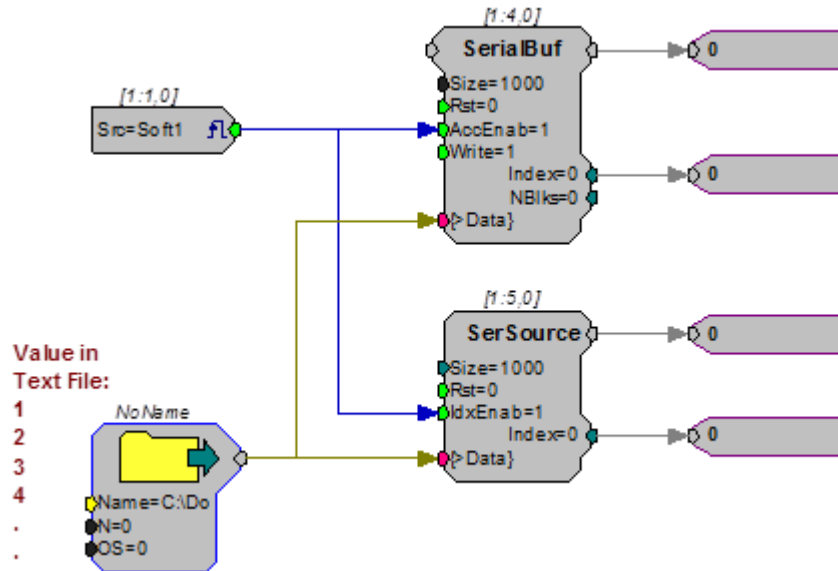 [1:4,0]
SerialBuf
0
Size=1000
Rst=0
AccEnab=1
Write=1
Index=0
0
NBlks=0
{>Data}
[1:1,0]
Src=Soft1
[1:5,0]
SerSource
0
Size=1000
Rst=0
IdxEnab=1
Index=0
0
{>Data}
Value in
Text File:
1
2
3
4
.
.
NoName
Name=C:\Do
N=0
OS=0